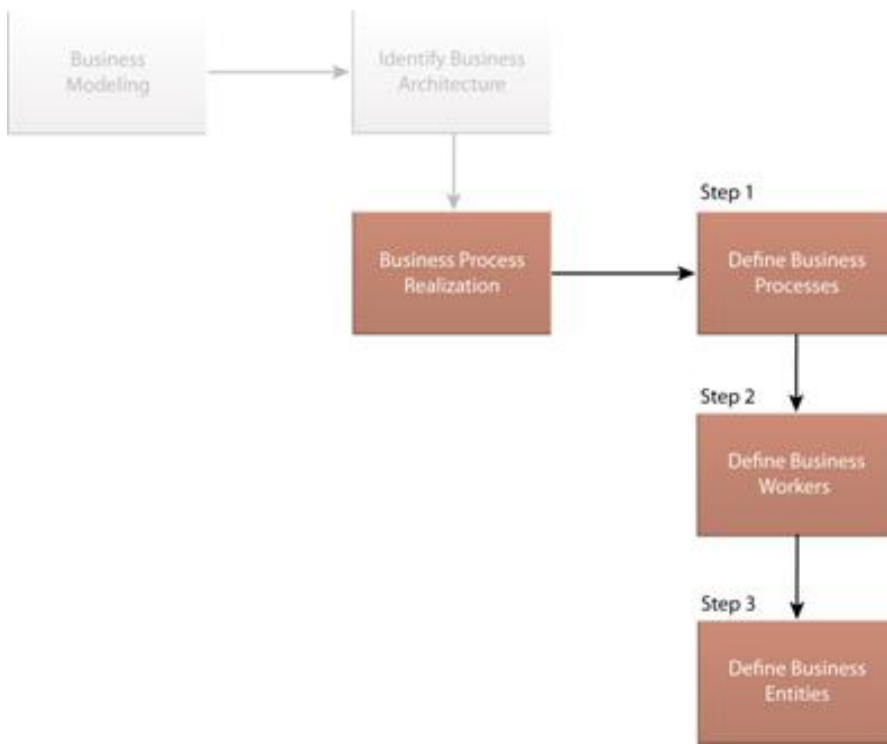 Business
Modeling
Identify Business
Architecture
Step 1
Business Process
Realization
Define Business
Processes
Step 2
Define Business
Workers
Step 3
Define Business
Entities